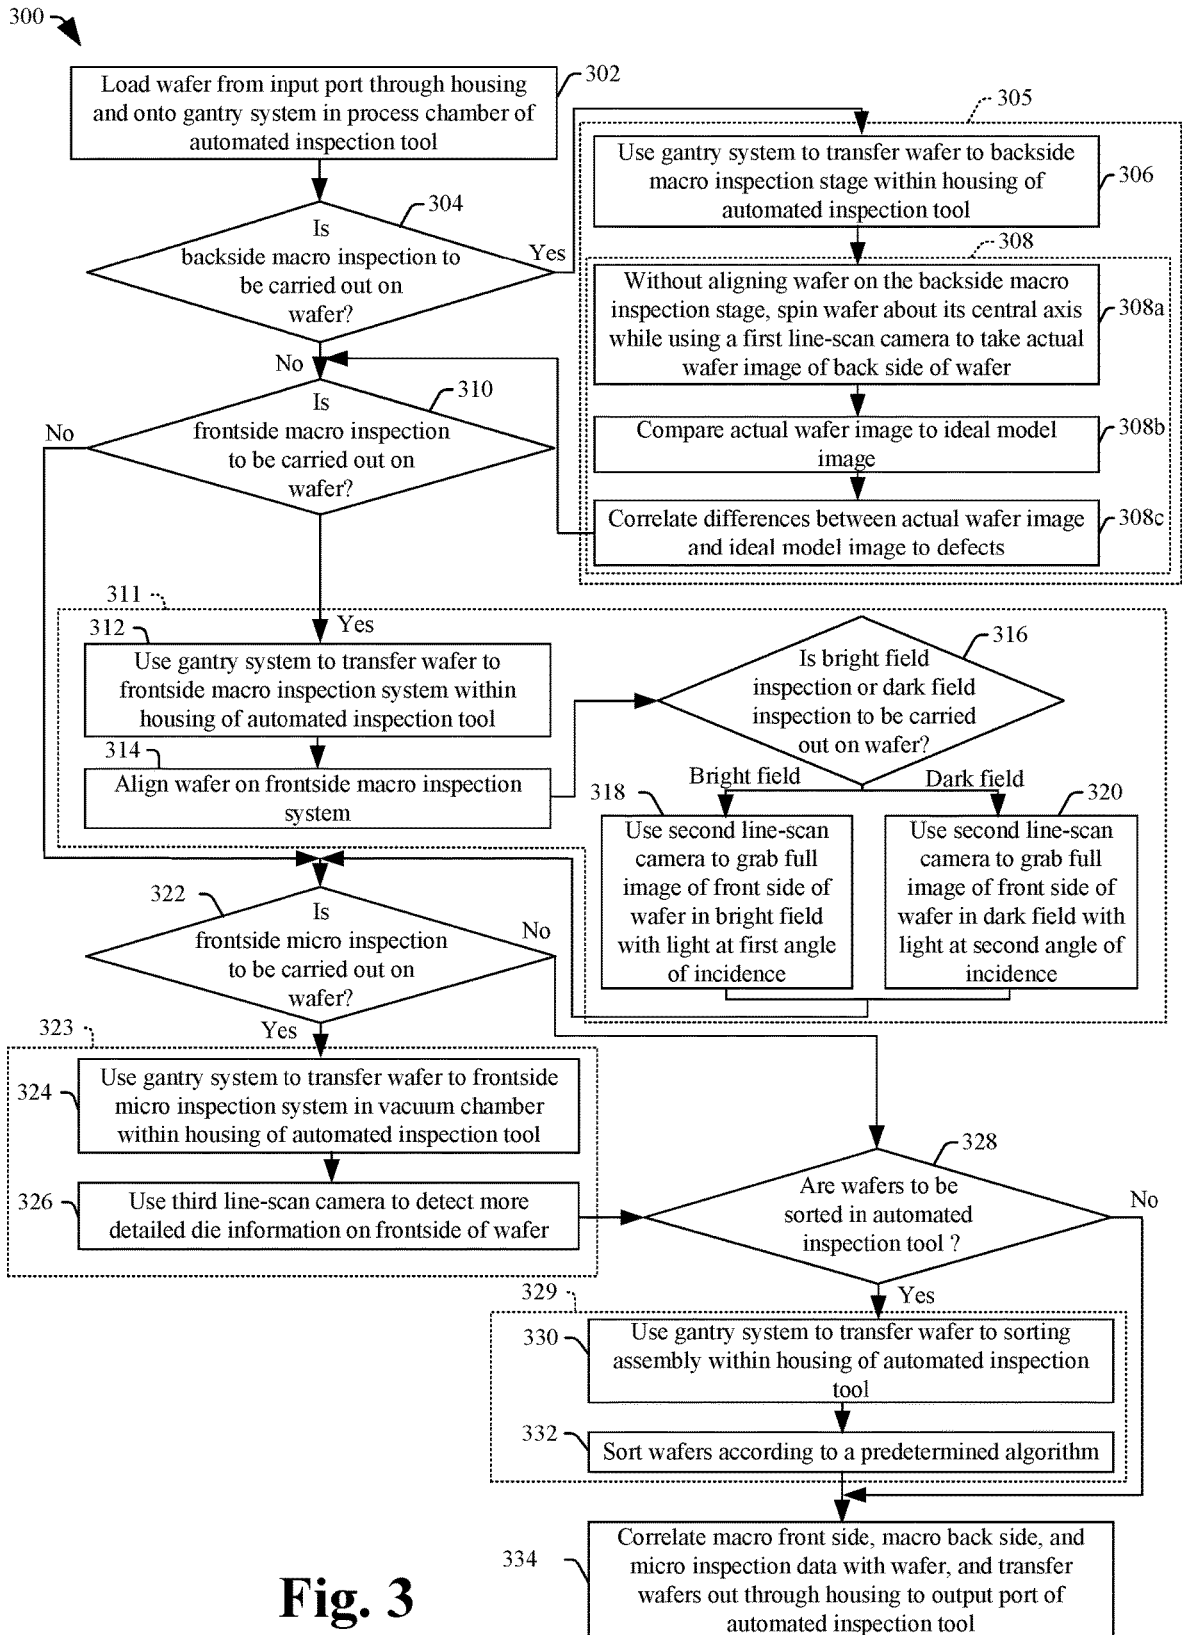 300
Load wafer from input port through housing
and onto gantry system in process chamber of
automated inspection tool
302
304
Is
backside macro inspection to
be carried out on
wafer?
Yes
No
305
Use gantry system to transfer wafer to backside
macro inspection stage within housing of
automated inspection tool
306
308
Without aligning wafer on the backside macro
inspection stage, spin wafer about its central axis
while using a first line-scan camera to take actual
wafer image of back side of wafer
308a
Compare actual wafer image to ideal model
image
308b
Correlate differences between actual wafer image
and ideal model image to defects
308c
310
Is
frontside macro inspection
to be carried out on
wafer?
No
Yes
311
312
Use gantry system to transfer wafer to
frontside macro inspection system within
housing of automated inspection tool
314
Align wafer on frontside macro inspection
system
316
Is bright field
inspection or dark field
inspection to be carried
out on wafer?
Bright field
Dark field
318
Use second line-scan
camera to grab full
image of front side of
wafer in bright field
with light at first angle
of incidence
320
Use second line-scan
camera to grab full
image of front side of
wafer in dark field with
light at second angle of
incidence
322
Is
frontside micro inspection
to be carried out on
wafer?
No
Yes
323
324
Use gantry system to transfer wafer to frontside
micro inspection system in vacuum chamber
within housing of automated inspection tool
326
Use third line-scan camera to detect more
detailed die information on frontside of wafer
328
Are wafers to be
sorted in automated
inspection tool ?
No
Yes
329
330
Use gantry system to transfer wafer to sorting
assembly within housing of automated inspection
tool
332
Sort wafers according to a predetermined algorithm
334
Correlate macro front side, macro back side, and
micro inspection data with wafer, and transfer
wafers out through housing to output port of
automated inspection tool
Fig. 3